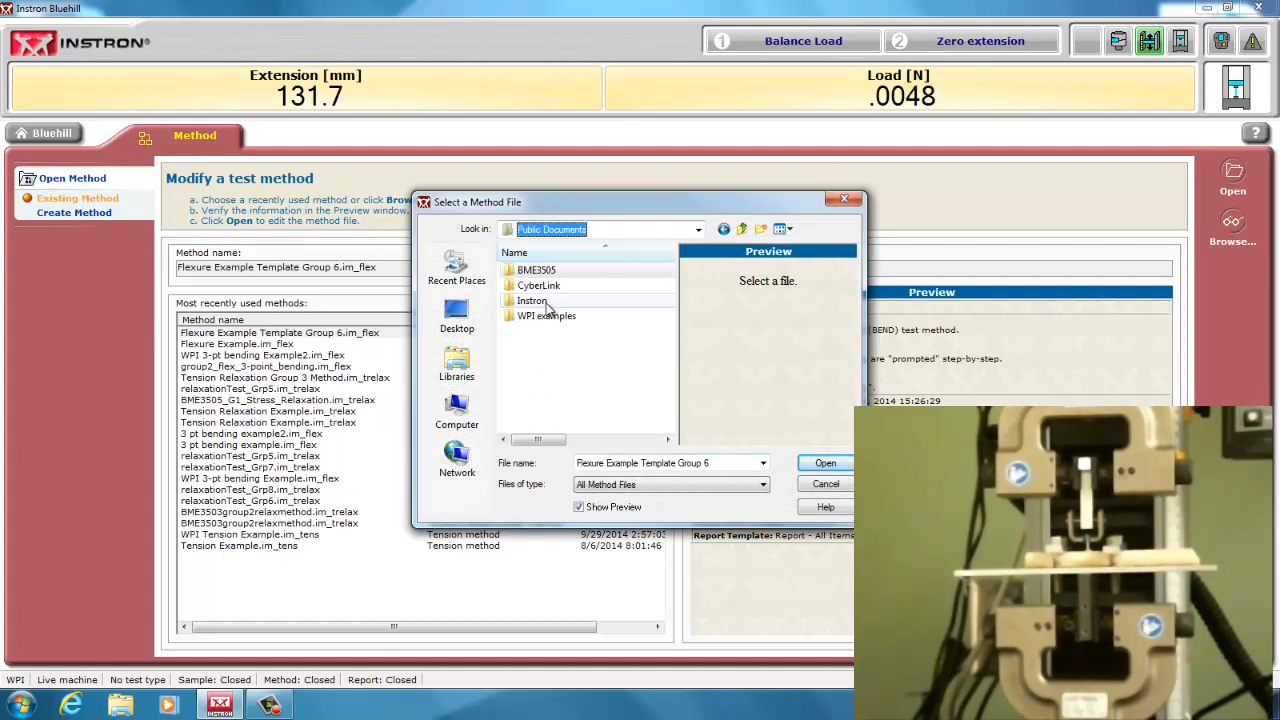 Instron Bluehill
INSTRON®
1 Balance Load
2 Zero extension
Extension [mm]
131.7
Load [N]
.0048
Bluehill
Method
?
Open Method
Existing Method
Create Method
Modify a test method
a. Choose a recently used method or click Brow
b. Verify the information in the Preview window,
c. Click Open to edit the method file.
Open
Browse...
Method name:
Flexure Example Template Group 6.im_flex
Most recently used methods:
Method name
Flexure Example Template Group 6.im_flex
Flexure Example.im_flex
WPI 3-pt bending Example2.im_flex
group2_flex_3-point_bending.im_flex
Tension Relaxation Group 3 Method.im_trelax
relaxationTest_Grp5.im_trelax
BME3505_G1_Stress_Relaxation.im_trelax
Tension Relaxation Example.im_trelax
Tension Relaxation Example.im_trelax
3 pt bending example2.im_flex
3 pt bending example.im_flex
relaxationTest_Grp5.im_trelax
relaxationTest_Grp7.im_trelax
WPI 3-pt bending Example.im_flex
relaxationTest_Grp8.im_trelax
relaxationTest_Grp6.im_trelax
BME3503group2relaxmethod.im_trelax
BME3503group2relaxmethod.im_trelax
WPI Tension Example.im_tens Tension method 9/29/2014 2:57:03
Tension Example.im_tens Tension method 8/6/2014 8:01:46
Select a Method File
Look in: Public Documents
Name
BME3505
CyberLink
Instron
WPI examples
Recent Places
Desktop
Libraries
Computer
Network
Preview
Select a file.
File name: Flexure Example Template Group 6
Files of type: All Method Files
Show Preview
Open
Cancel
Help
Preview
(BEND) test method.
are "prompted" step-by-step.
, 2014 15:26:29
Report Template: Report - All Items
WPI
Live machine
No test type
Sample: Closed
Method: Closed
Report: Closed